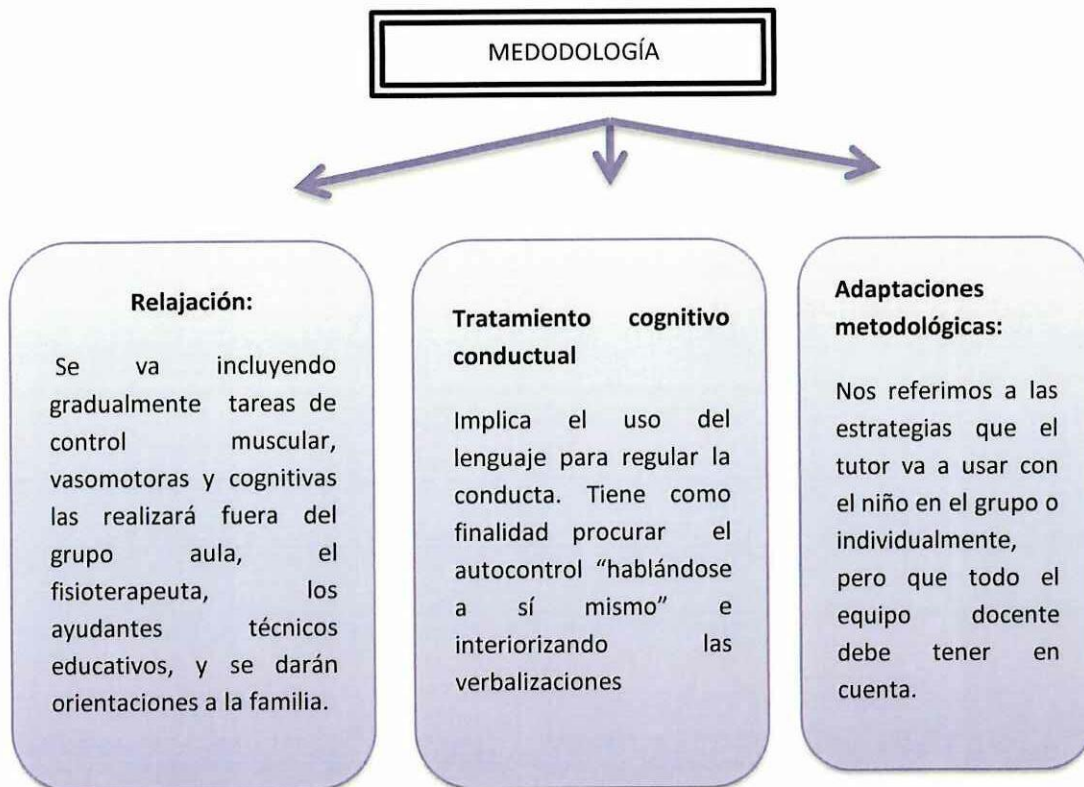 MEDODOLOGÍA
Relajación:
Se va incluyendo
gradualmente tareas de
control muscular,
vasomotoras y cognitivas
las realizará fuera del
grupo aula, el
fisioterapeuta, los
ayudantes técnicos
educativos, y se darán
orientaciones a la familia.
Tratamiento cognitivo
conductual
Implica el uso del
lenguaje para regular la
conducta. Tiene como
finalidad procurar el
autocontrol “hablándose
a sí mismo” e
interiorizando las
verbalizaciones
Adaptaciones
metodológicas:
Nos referimos a las
estrategias que el
tutor va a usar con
el niño en el grupo o
individualmente,
pero que todo el
equipo docente
debe tener en
cuenta.